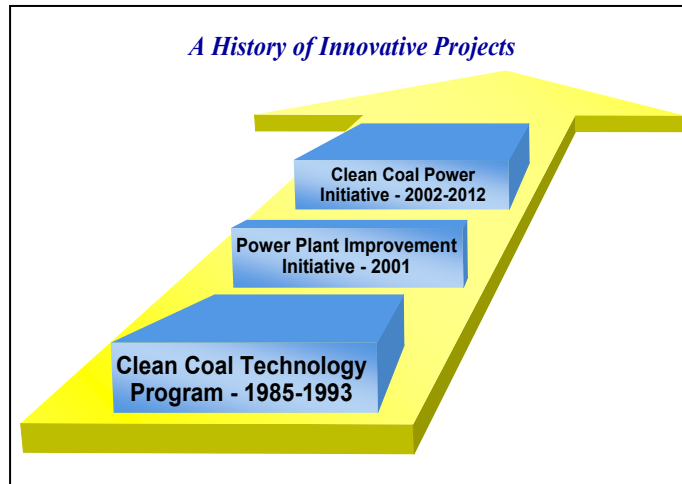 A History of Innovative Projects
Clean Coal Power
Initiative - 2002-2012
Power Plant Improvement
Initiative - 2001
Clean Coal Technology
Program - 1985-1993